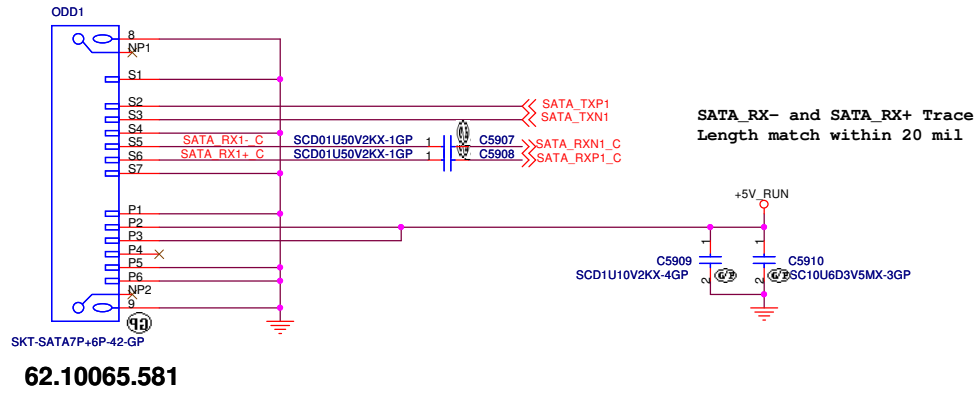 ODD1
8
NP1
S1
S2
SATA_TXP1
S3
SATA_TXN1
S4
S5
SATA_RX1-_C
SCD01U50V2KX-1GP
1
2
C5907
SATA_RXN1_C
S6
SATA_RX1+_C
SCD01U50V2KX-1GP
1
2
C5908
SATA_RXP1_C
S7
SATA_RX- and SATA_RX+ Trace
Length match within 20 mil
P1
P2
P3
P4
P5
P6
NP2
9
+5V_RUN
1
C5909
SCD1U10V2KX-4GP
2
G/P
1
C5910
SC10U6D3V5MX-3GP
2
G/P
GP
SKT-SATA7P+6P-42-GP
62.10065.581